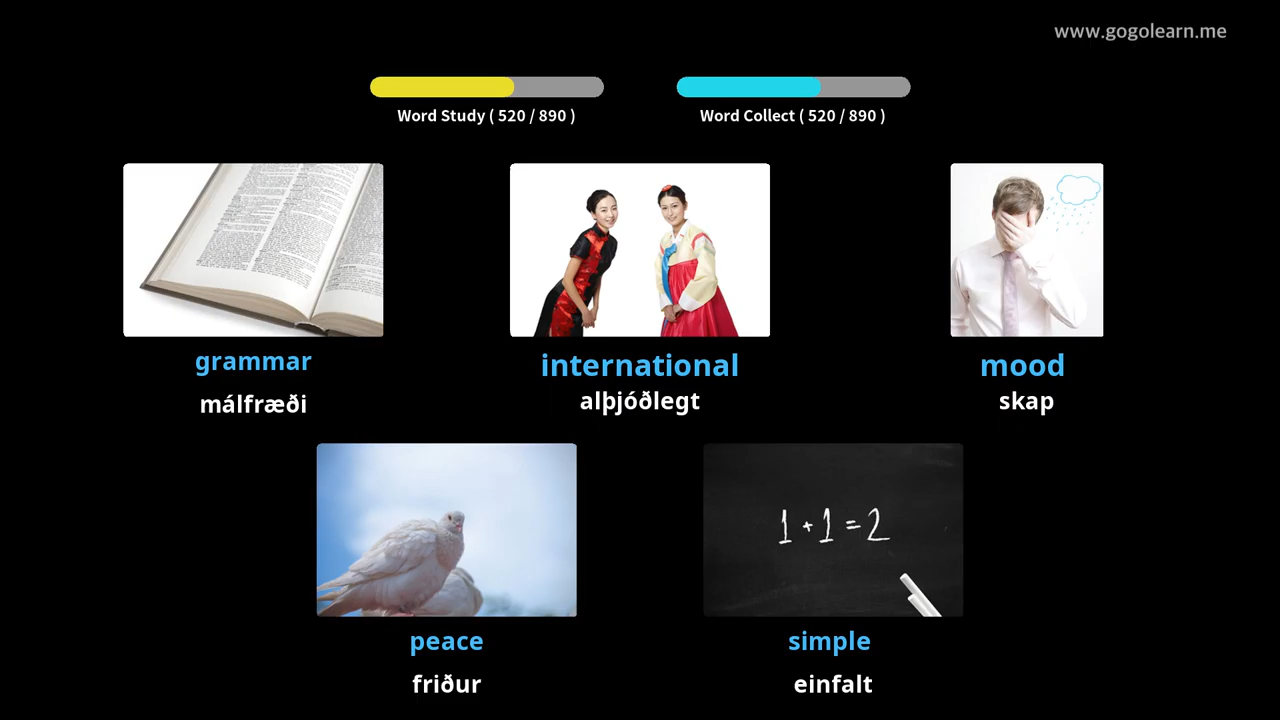 www.gogolearn.me
Word Study ( 520 / 890 )
Word Collect ( 520 / 890 )
grammar
international
mood
málfræði
alþjóðlegt
skap
1 + 1 = 2
peace
simple
friður
einfalt